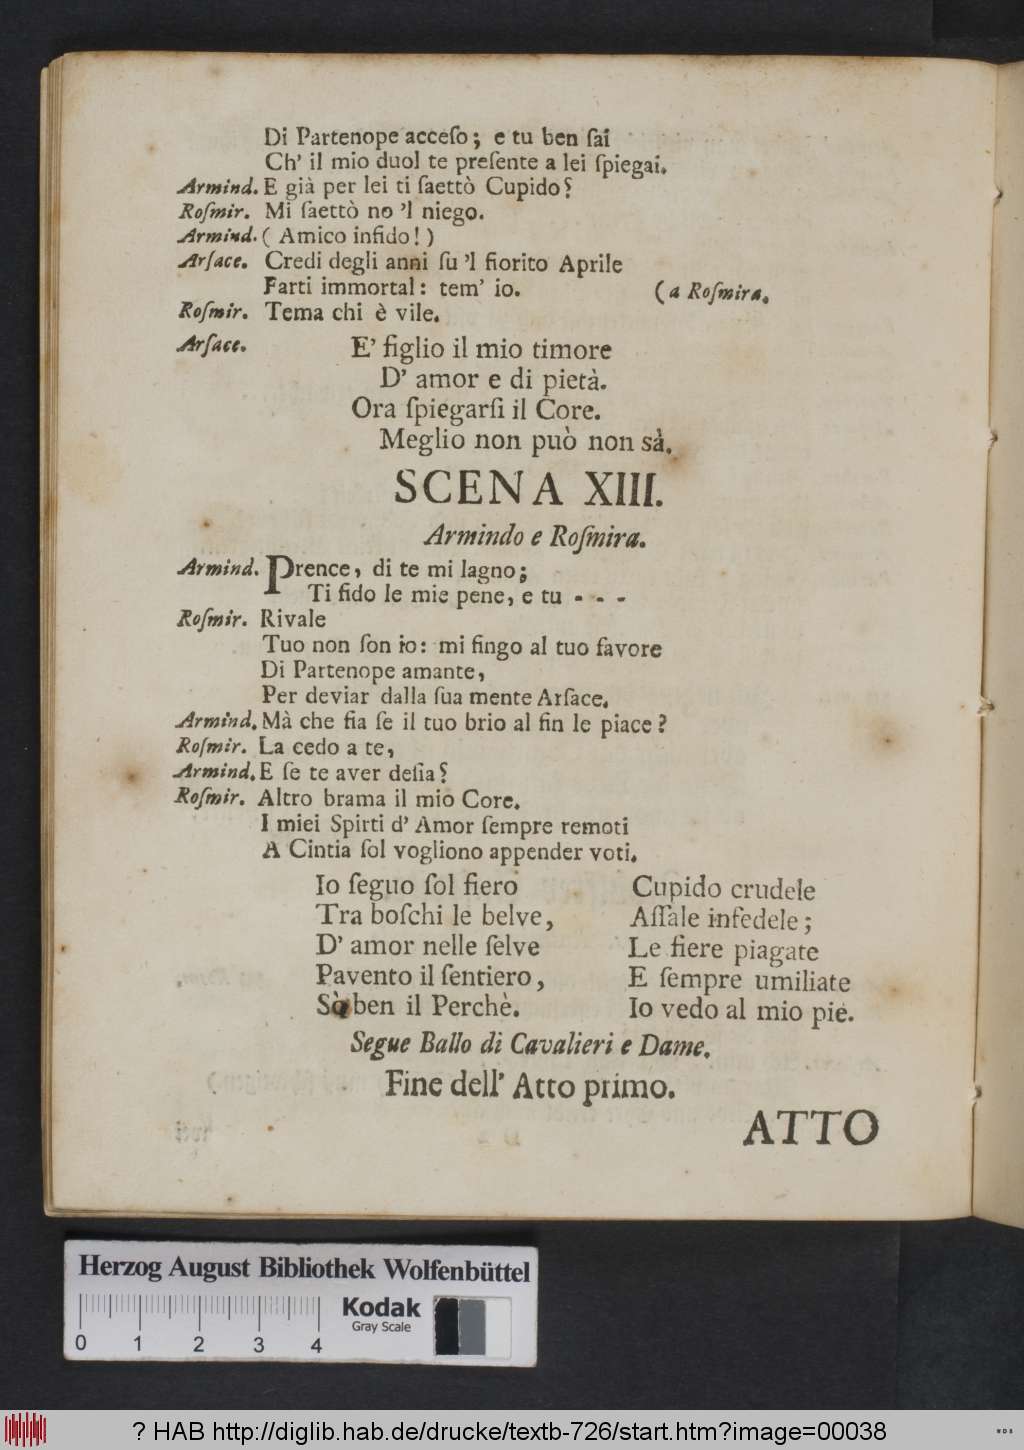 Di Partenope acceſo; e tu ben ſai
Ch' il mio duol te preſente a lei ſpiegai.
Armind. E già per lei ti ſaettò Cupido?
Roſmir. Mi ſaettò no 'l niego.
Armind. ( Amico infido! )
Arſace. Credi degli anni ſu 'l fiorito Aprile
Farti immortal: tem' io. (a Roſmira.
Roſmir. Tema chi è vile.
Arſace. E' figlio il mio timore
D' amor e di pietà.
Ora ſpiegarſi il Core.
Meglio non può non sà.
SCENA XIII.
Armindo e Roſmira.
Armind. Prence, di te mi lagno;
Ti fido le mie pene, e tu - - -
Roſmir. Rivale
Tuo non ſon io: mi fingo al tuo favore
Di Partenope amante,
Per deviar dalla ſua mente Arſace.
Armind. Mà che fia ſe il tuo brio al fin le piace?
Roſmir. La cedo a te,
Armind. E ſe te aver deſia?
Roſmir. Altro brama il mio Core.
I miei Spirti d' Amor ſempre remoti
A Cintia ſol vogliono appender voti.
Io ſeguo ſol fiero
Tra boſchi le belve,
D' amor nelle ſelve
Pavento il ſentiero,
Sò ben il Perchè.
Cupido crudele
Aſſale infedele;
Le fiere piagate
E ſempre umiliate
Io vedo al mio piè.
Segue Ballo di Cavalieri e Dame.
Fine dell' Atto primo.
ATTO
Herzog August Bibliothek Wolfenbüttel
0 1 2 3 4
Kodak
Gray Scale
? HAB http://diglib.hab.de/drucke/textb-726/start.htm?image=00038